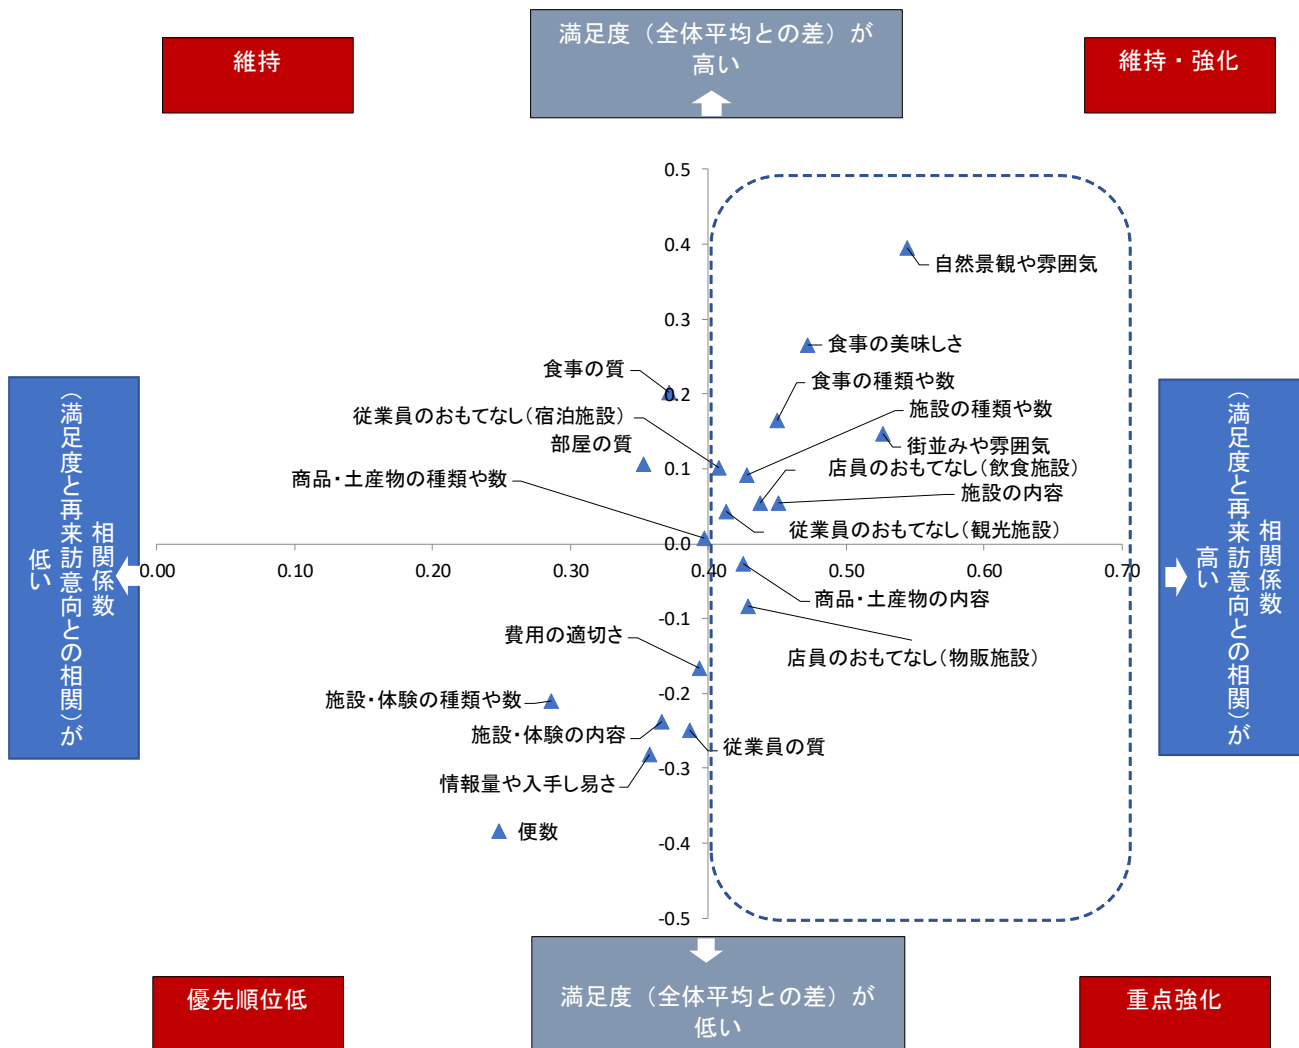 維持
満足度（全体平均との差）が
高い
維持・強化
0.5
0.4
自然景観や雰囲気
0.3
食事の美味しさ
食事の質
食事の種類や数
0.2
施設の種類や数
従業員のおもてなし（宿泊施設）
部屋の質
街並みや雰囲気
0.1
店員のおもてなし（飲食施設）
商品・土産物の種類や数
施設の内容
従業員のおもてなし（観光施設）
0.0
0.00
0.10
0.20
0.30
0.40
0.50
0.60
0.70
商品・土産物の内容
-0.1
費用の適切さ
店員のおもてなし（物販施設）
-0.2
施設・体験の種類や数
施設・体験の内容
従業員の質
-0.3
情報量や入手し易さ
便数
-0.4
-0.5
相関係数
（満足度と再来訪意向との相関）が
低い
相関係数
（満足度と再来訪意向との相関）が
高い
優先順位低
満足度（全体平均との差）が
低い
重点強化